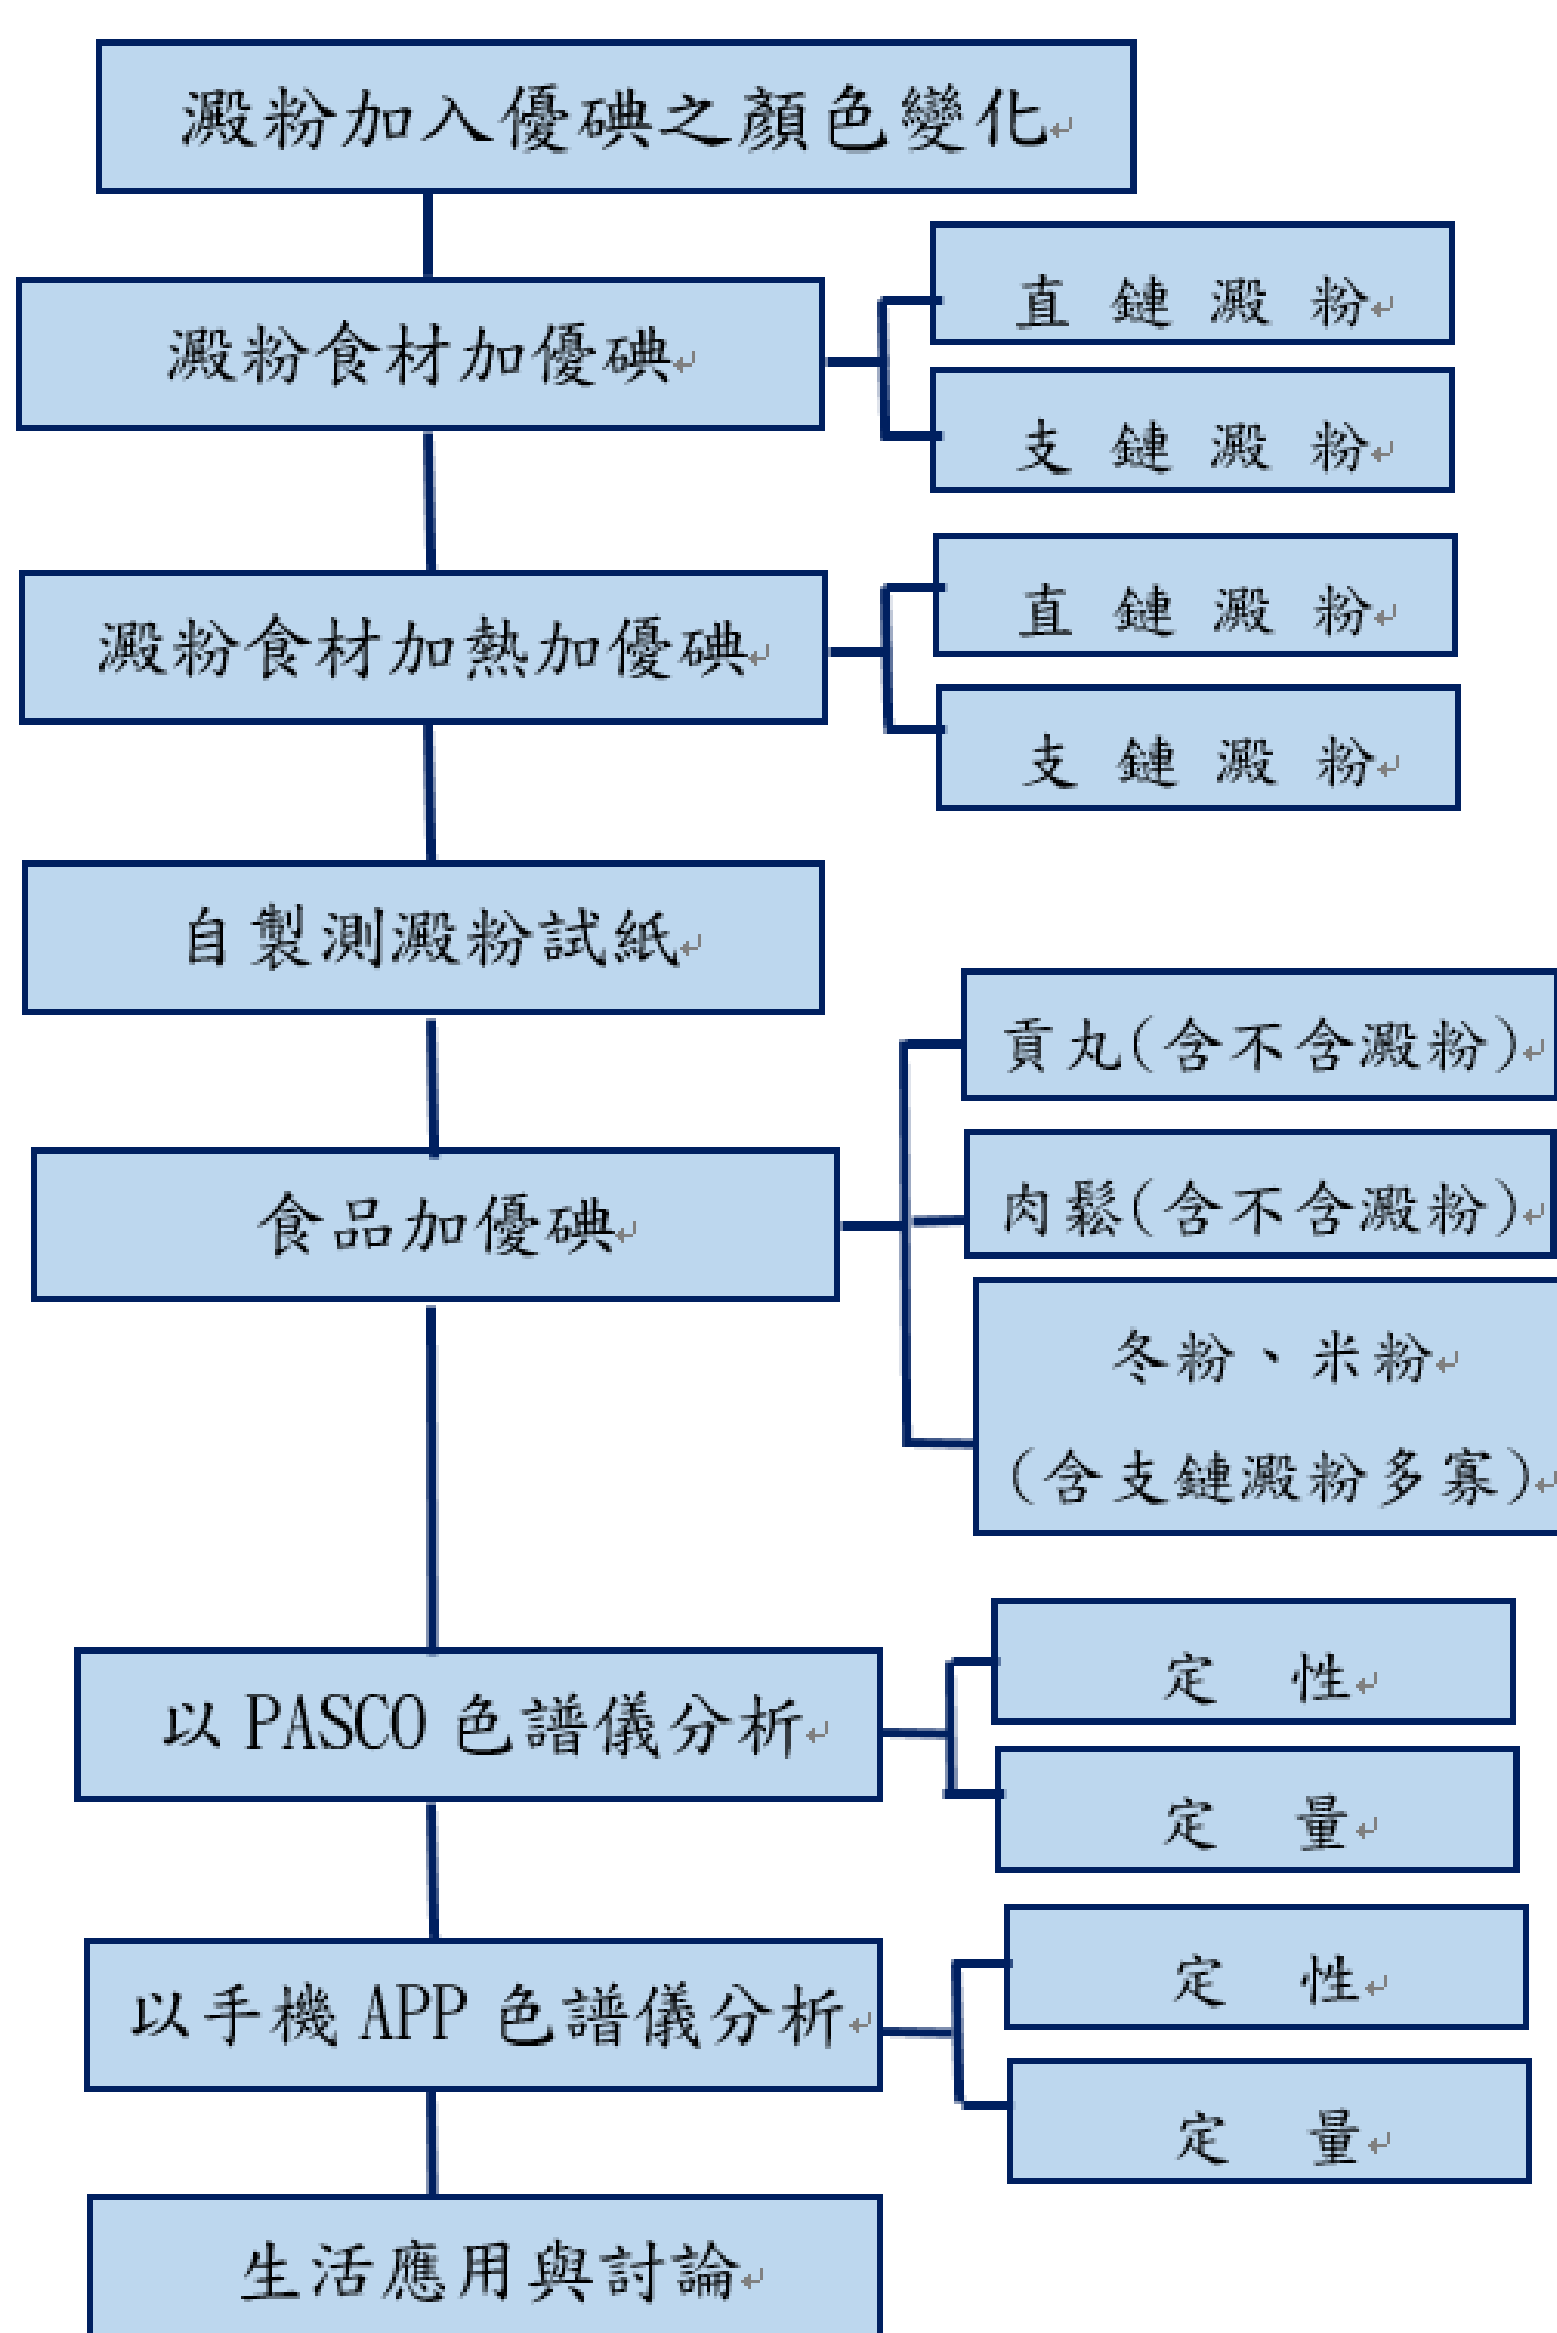 澱粉加入優碘之顏色變化
澱粉食材加優碘
直 鏈 澱 粉
支 鏈 澱 粉
澱粉食材加熱加優碘
直 鏈 澱 粉
支 鏈 澱 粉
自製測澱粉試紙
食品加優碘
貢丸(含不含澱粉)
肉鬆(含不含澱粉)
冬粉、米粉
(含支鏈澱粉多寡)
以 PASCO 色譜儀分析
定 性
定 量
以手機 APP 色譜儀分析
定 性
定 量
生活應用與討論